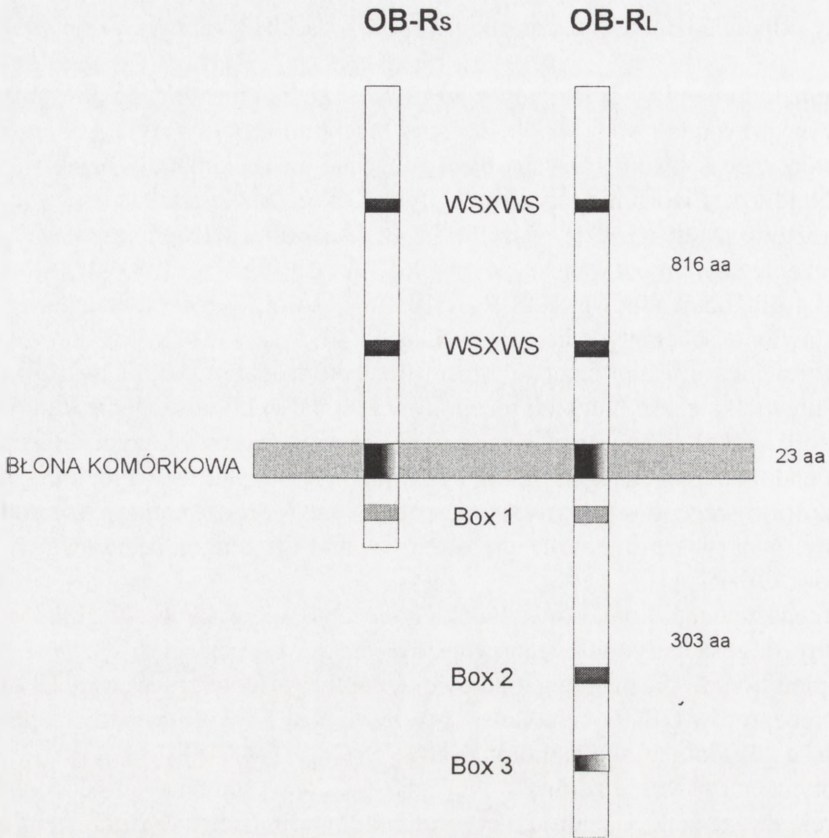 OB-Rs OB-RL
WSXWS
816 aa
WSXWS
BŁONA KOMÓRKOWA 23 aa
Box 1
303 aa
Box 2
Box 3